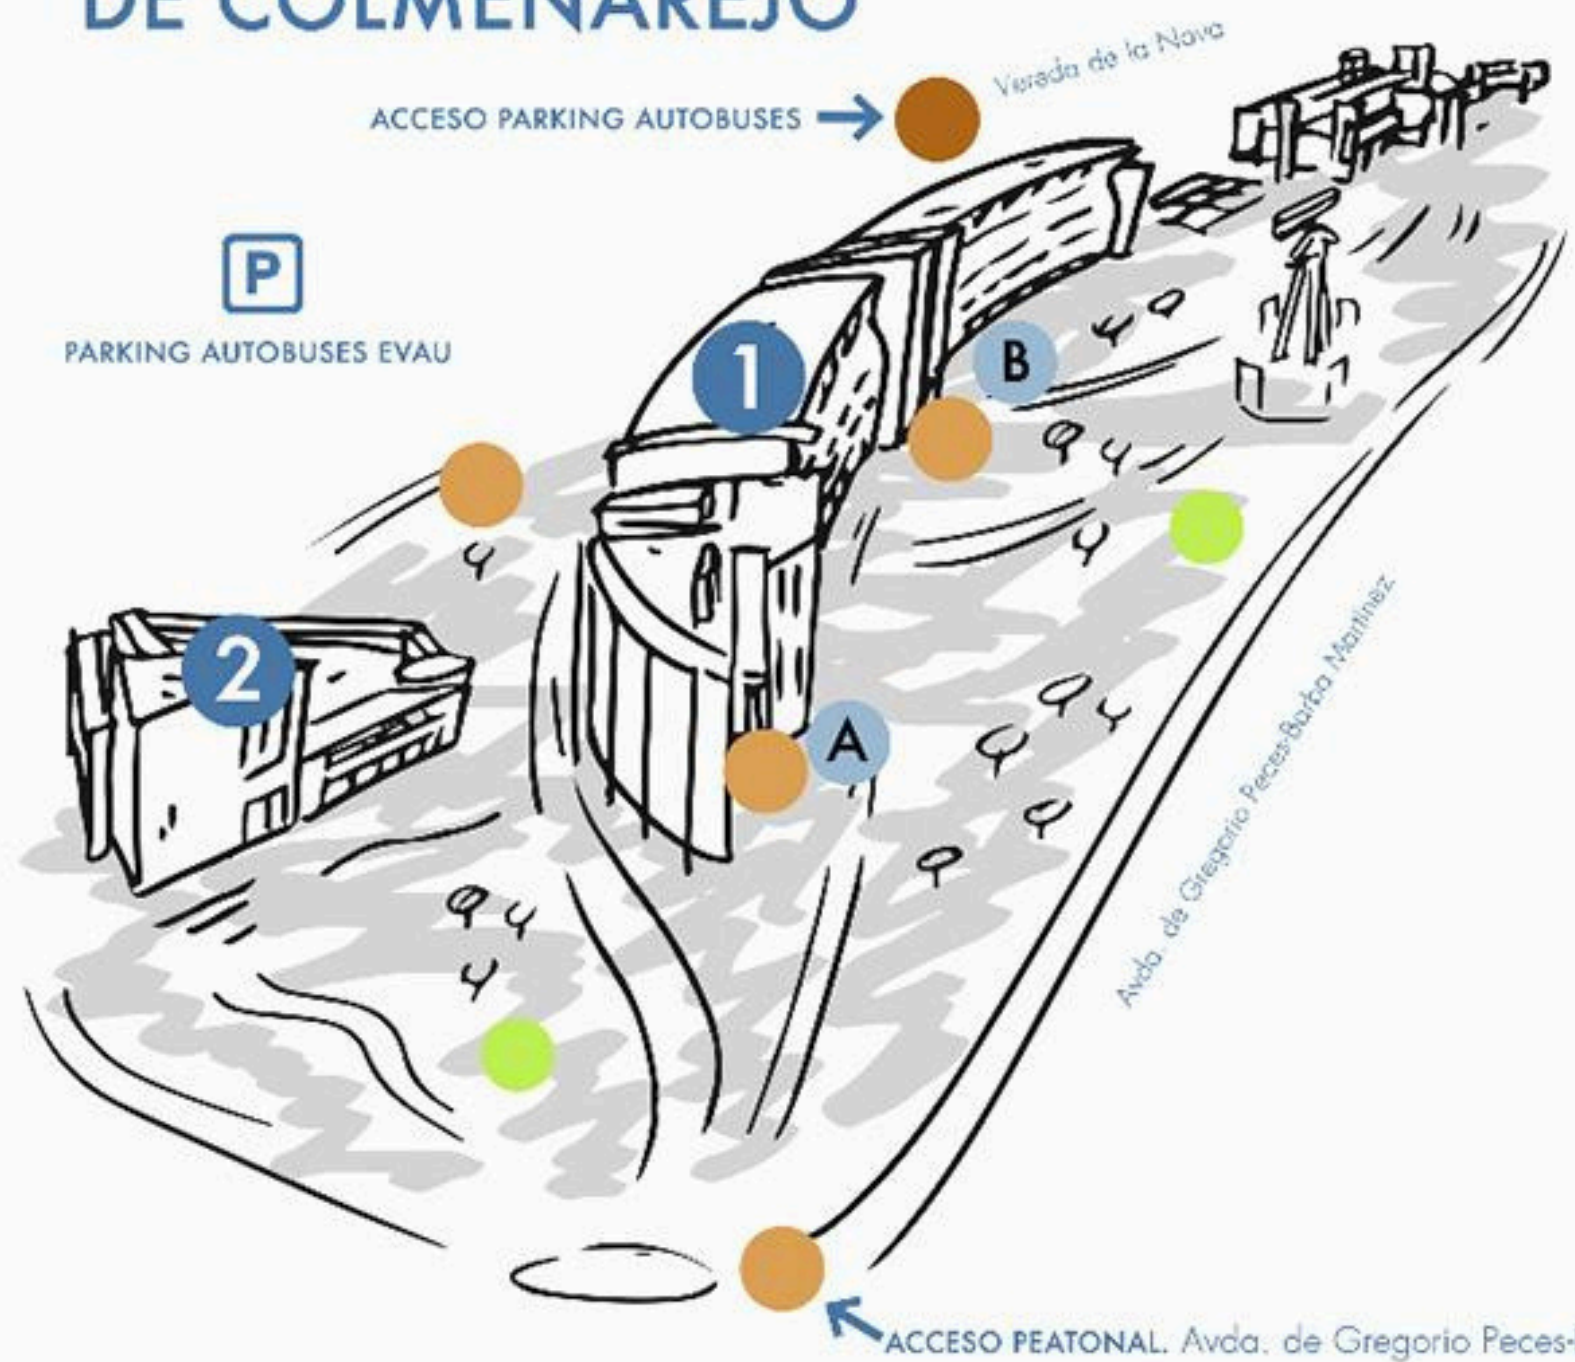 DE COLMENAREJO
Vereda de la Nava
ACCESO PARKING AUTOBUSES
P
PARKING AUTOBUSES EVAU
1
B
2
A
Avda. de Gregorio Peces-Barba Martínez
ACCESO PEATONAL. Avda. de Gregorio Peces-